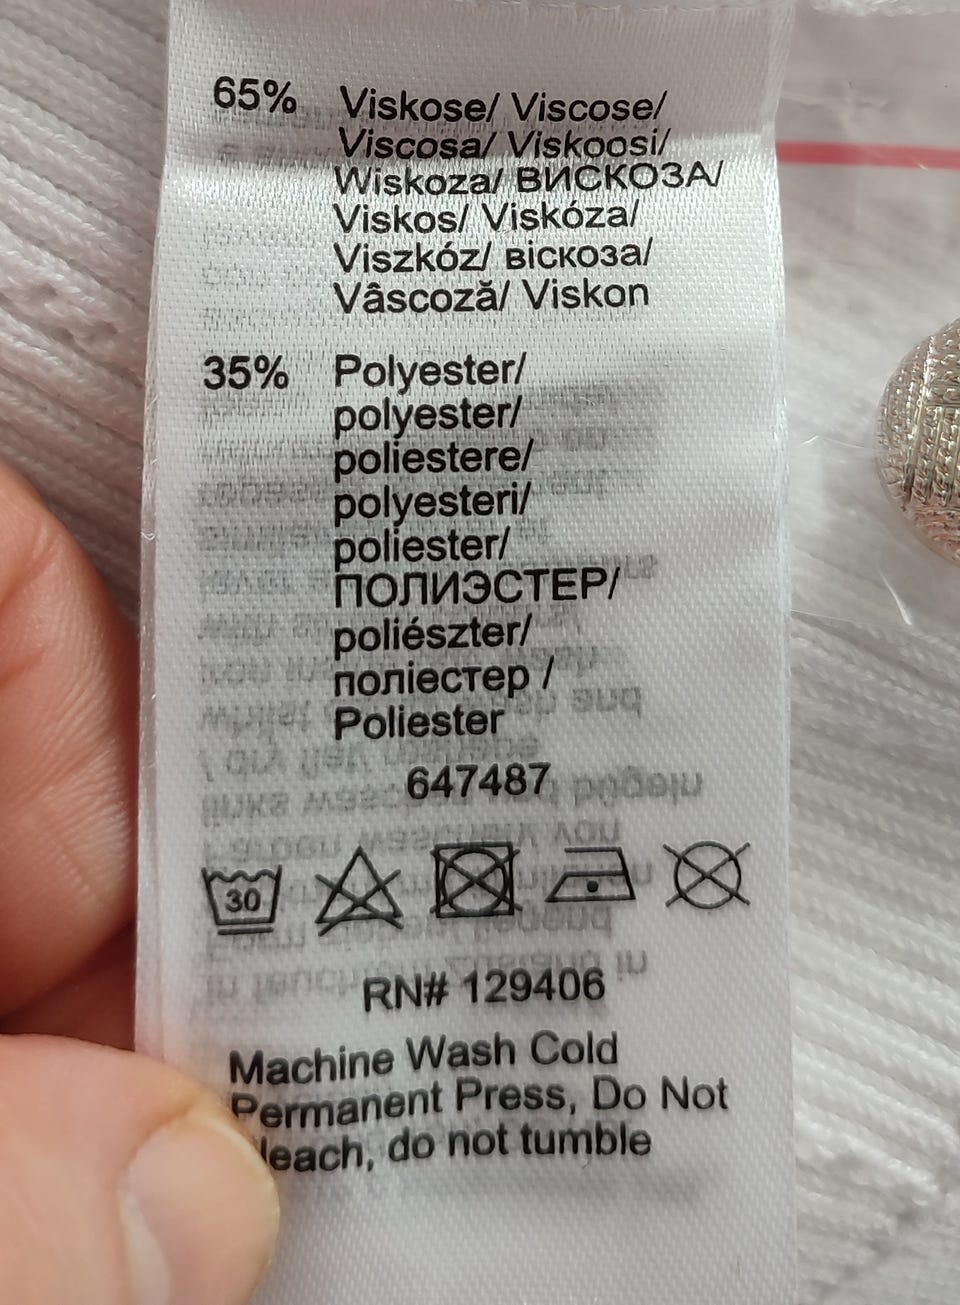 65% Viskose/ Viscose/
Viscosa/ Viskoosi/
Wiskoza/ ВИСКОЗА/
Viskos/ Viskóza/
Viszkóz/ віскоза/
Vâscoză/ Viskon
35% Polyester/
polyester/
poliestere/
polyesteri/
poliester/
ПОЛИЭСТЕР/
poliészter/
поліестер /
Poliester
647487
30
RN# 129406
Machine Wash Cold
Permanent Press, Do Not
leach, do not tumble